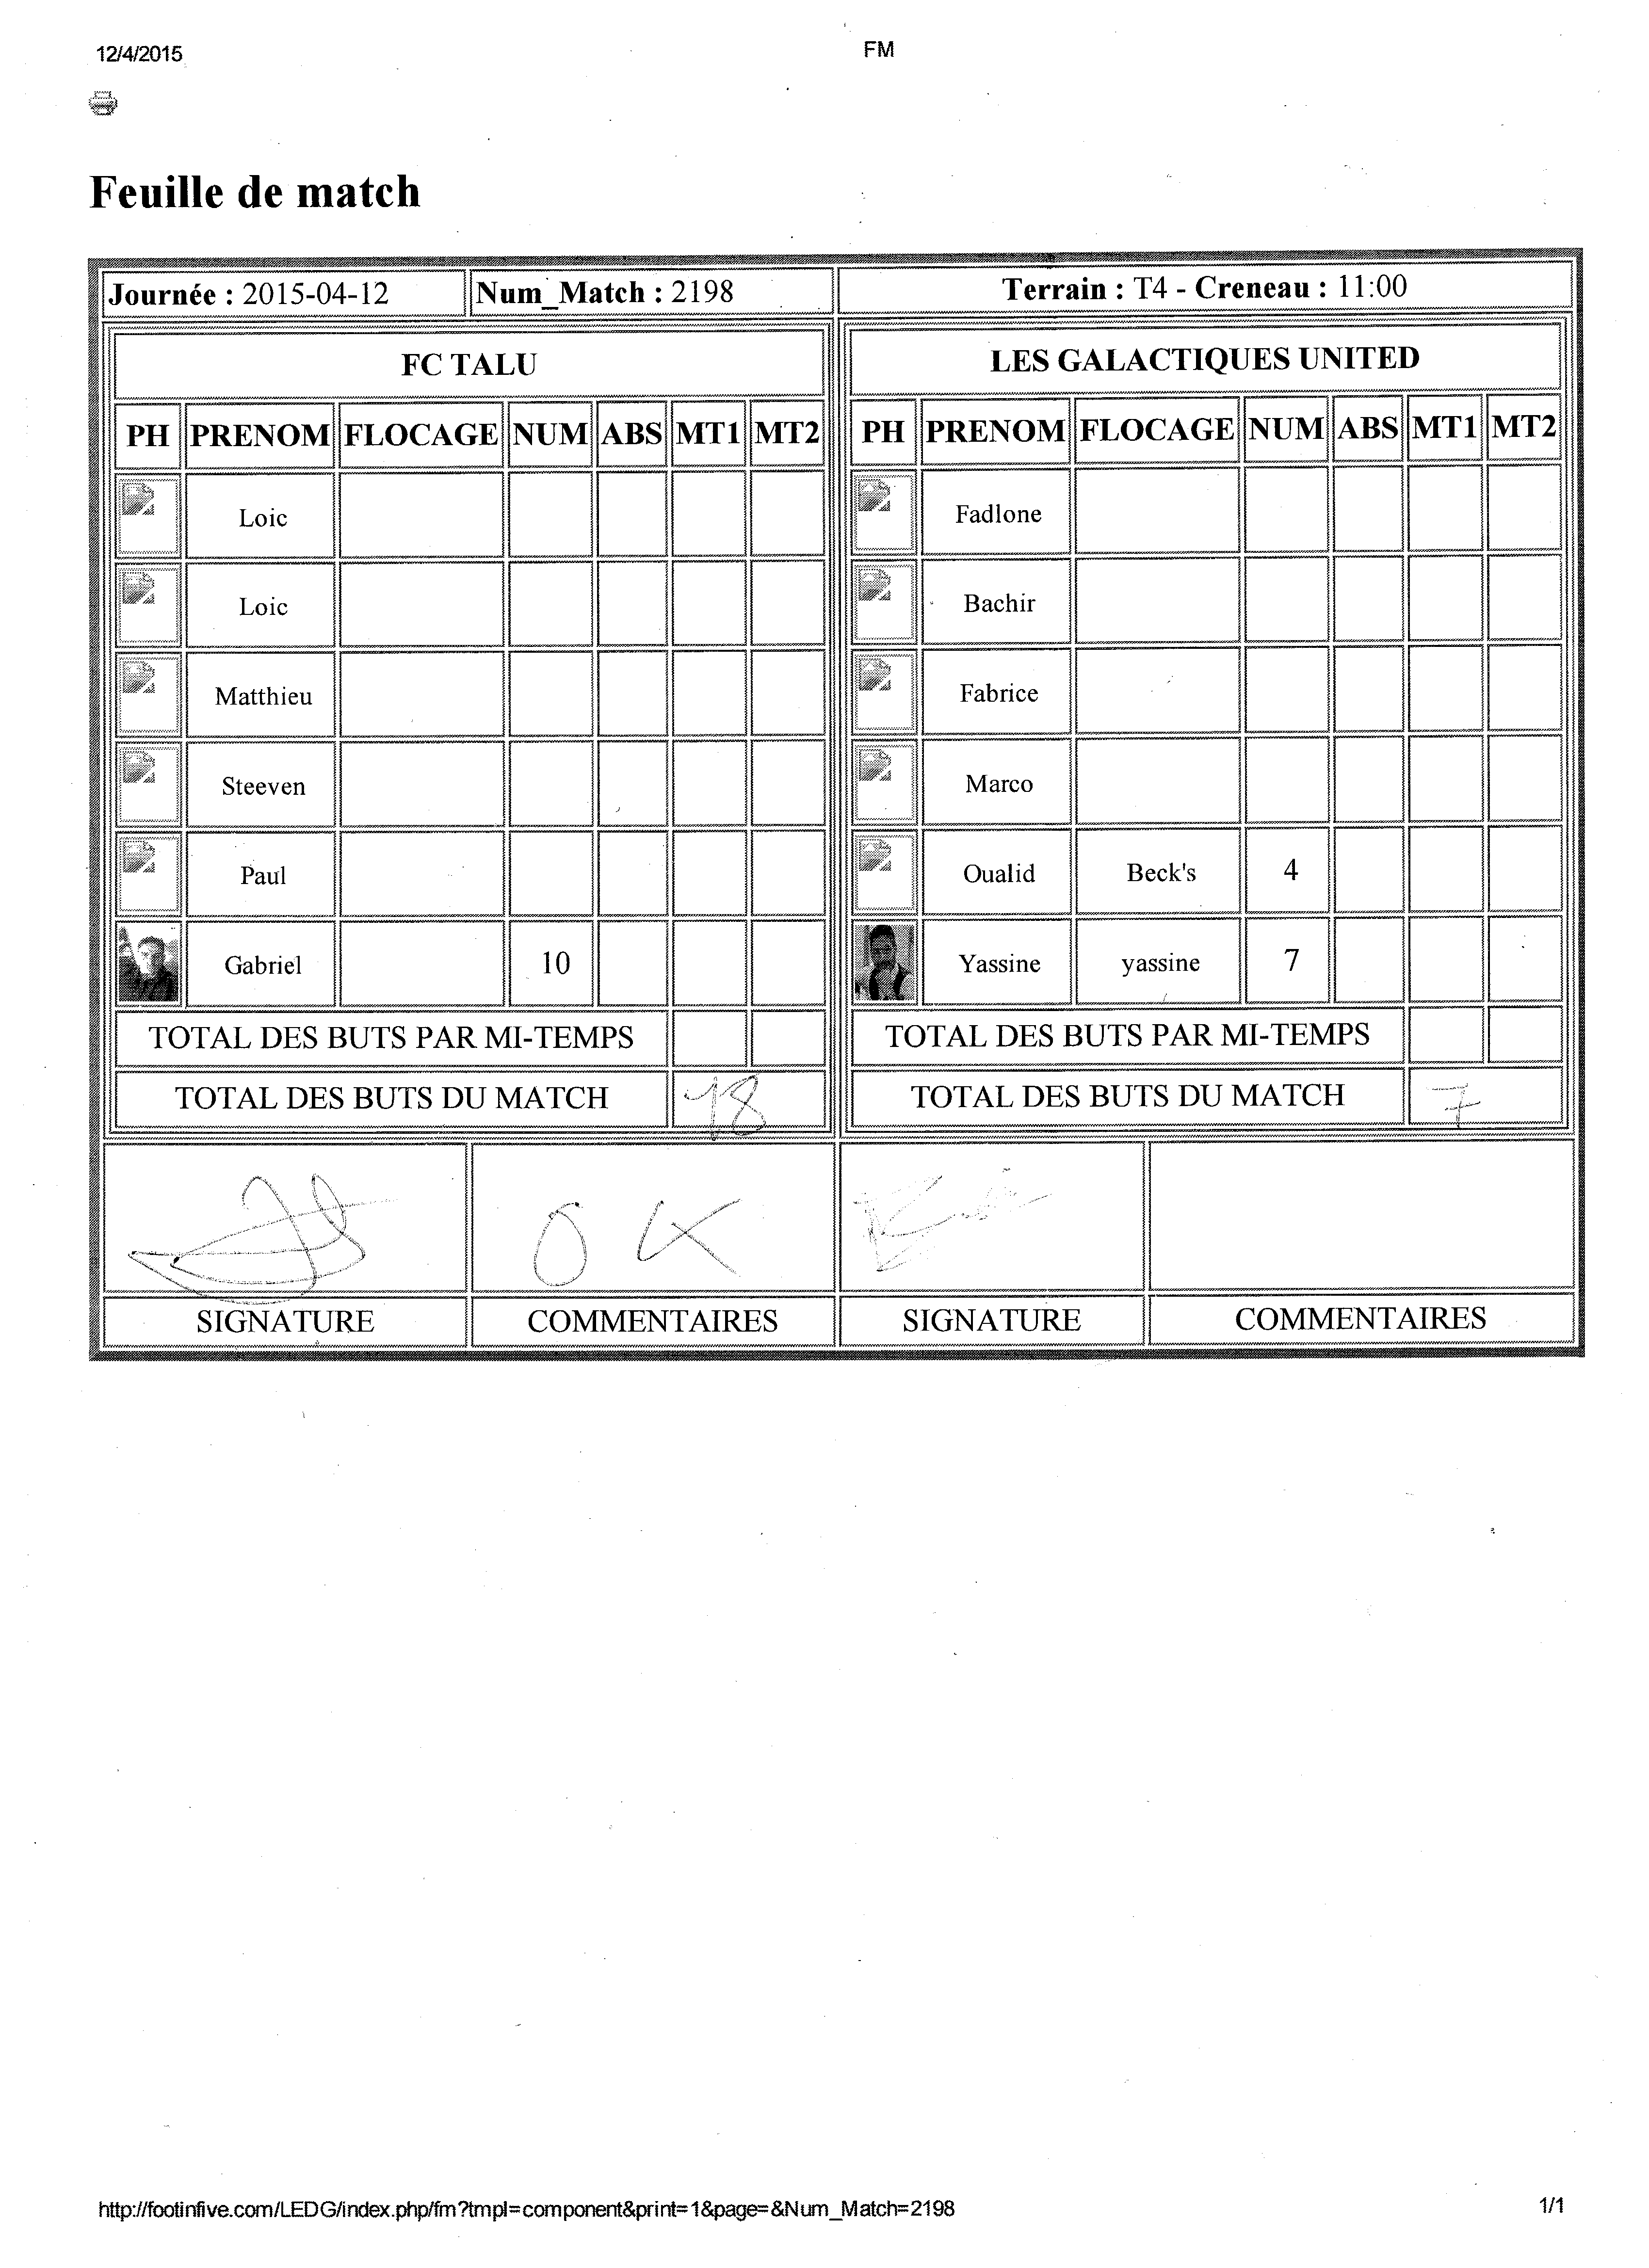 12/4/2015 FM
Feuille de match
Journée : 2015-04-12 Num_Match : 2198 Terrain : T4 - Creneau : 11:00
FC TALU LES GALACTIQUES UNITED
PH PRENOM FLOCAGE NUM ABS MT1 MT2 PH PRENOM FLOCAGE NUM ABS MT1 MT2
Loic Fadlone
Loic Bachir
Matthieu Fabrice
Steeven Marco
Paul Oualid Beck's 4
Gabriel 10 Yassine yassine 7
TOTAL DES BUTS PAR MI-TEMPS TOTAL DES BUTS PAR MI-TEMPS
TOTAL DES BUTS DU MATCH 18 TOTAL DES BUTS DU MATCH 7
OK
SIGNATURE COMMENTAIRES SIGNATURE COMMENTAIRES
http://footinfive.com/LEDG/index.php/fm?tmpl=component&print=1&page=&Num_Match=2198 1/1